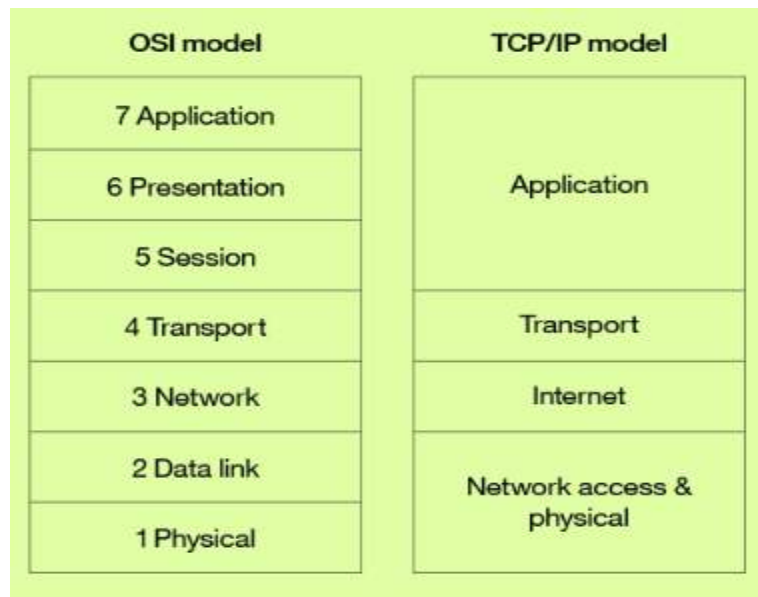 OSI model
7 Application
6 Presentation
5 Session
4 Transport
3 Network
2 Data link
1 Physical
TCP/IP model
Application
Transport
Internet
Network access &
physical